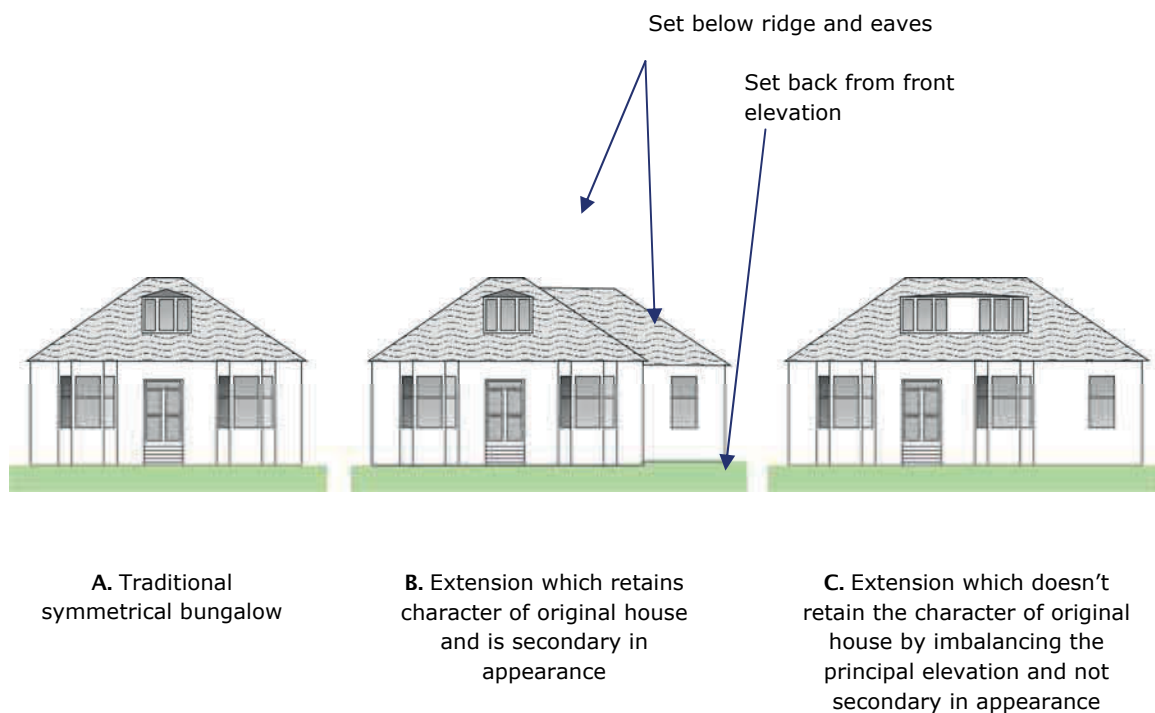 Set below ridge and eaves
Set back from front
elevation
A. Traditional
symmetrical bungalow
B. Extension which retains
character of original house
and is secondary in
appearance
C. Extension which doesn’t
retain the character of original
house by imbalancing the
principal elevation and not
secondary in appearance